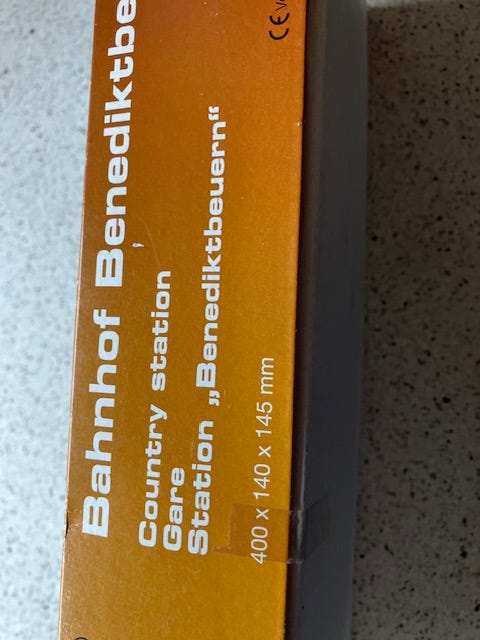 Bahnhof Benediktbe
Country station
Gare
Station „Benediktbeuern“
400 x 140 x 145 mm
CE